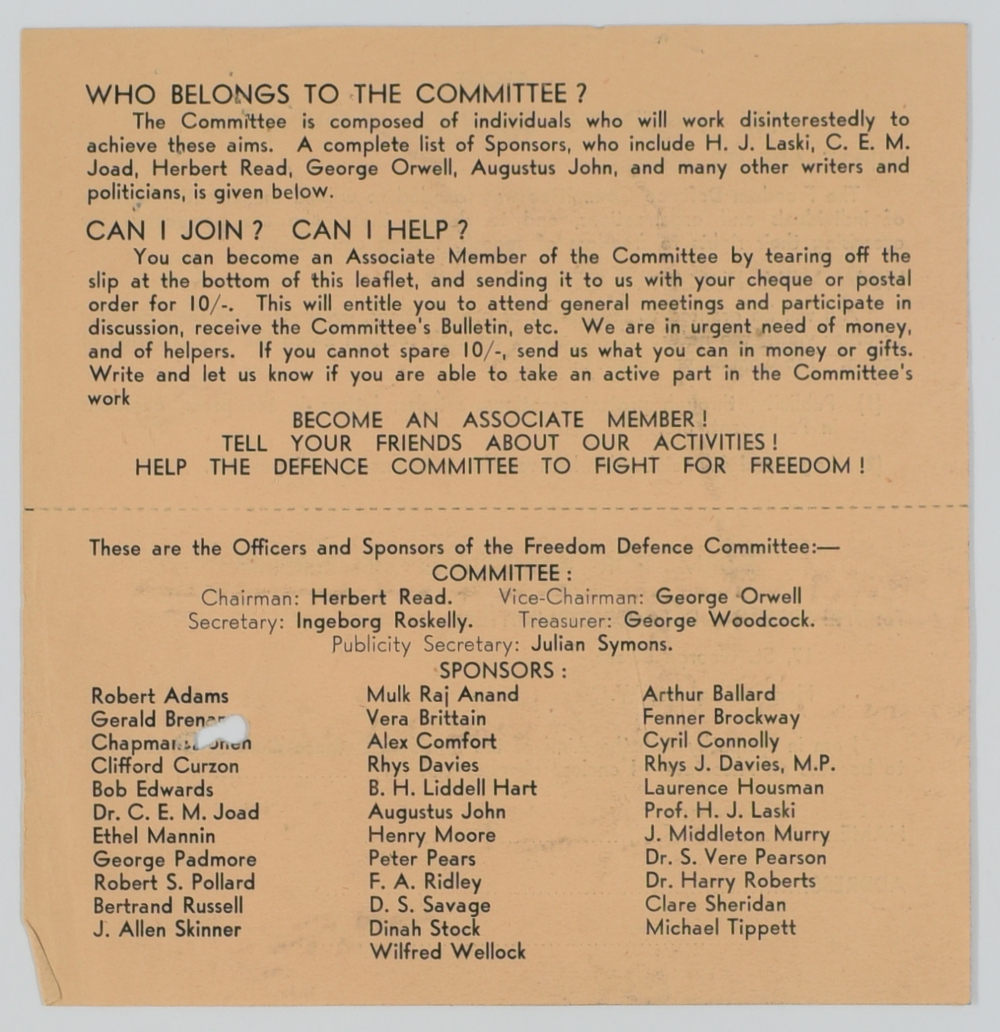 WHO BELONGS TO THE COMMITTEE ?
The Committee is composed of individuals who will work disinterestedly to
achieve these aims. A complete list of Sponsors, who include H. J. Laski, C. E. M.
Joad, Herbert Read, George Orwell, Augustus John, and many other writers and
politicians, is given below.
CAN I JOIN ? CAN I HELP ?
You can become an Associate Member of the Committee by tearing off the
slip at the bottom of this leaflet, and sending it to us with your cheque or postal
order for 10/-. This will entitle you to attend general meetings and participate in
discussion, receive the Committee's Bulletin, etc. We are in urgent need of money,
and of helpers. If you cannot spare 10/-, send us what you can in money or gifts.
Write and let us know if you are able to take an active part in the Committee's
work
BECOME AN ASSOCIATE MEMBER !
TELL YOUR FRIENDS ABOUT OUR ACTIVITIES !
HELP THE DEFENCE COMMITTEE TO FIGHT FOR FREEDOM !
These are the Officers and Sponsors of the Freedom Defence Committee:—
COMMITTEE :
Chairman: Herbert Read. Vice-Chairman: George Orwell
Secretary: Ingeborg Roskelly. Treasurer: George Woodcock.
Publicity Secretary: Julian Symons.
SPONSORS :
Robert Adams Mulk Raj Anand Arthur Ballard
Gerald Brenan Vera Brittain Fenner Brockway
Alex Comfort Cyril Connolly
Clifford Curzon Rhys Davies Rhys J. Davies, M.P.
Bob Edwards B. H. Liddell Hart Laurence Housman
Dr. C. E. M. Joad Augustus John Prof. H. J. Laski
Ethel Mannin Henry Moore J. Middleton Murry
George Padmore Peter Pears Dr. S. Vere Pearson
Robert S. Pollard F. A. Ridley Dr. Harry Roberts
Bertrand Russell D. S. Savage Clare Sheridan
J. Allen Skinner Dinah Stock Michael Tippett
Wilfred Wellock